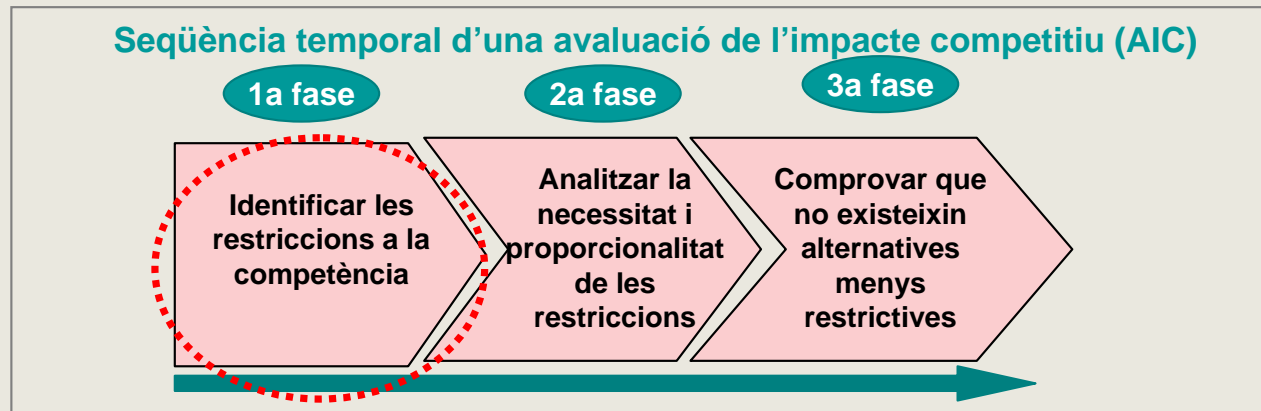 Seqüència temporal d’una avaluació de l’impacte competitiu (AIC)
1a fase
2a fase
3a fase
Identificar les
restriccions a la
competència
Analitzar la
necessitat i
proporcionalitat
de les
restriccions
Comprovar que
no existeixin
alternatives
menys
restrictives